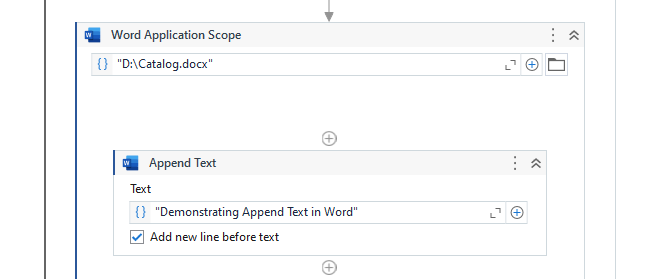 Word Application Scope
"D:\Catalog.docx"
Append Text
Text
"Demonstrating Append Text in Word"
Add new line before text